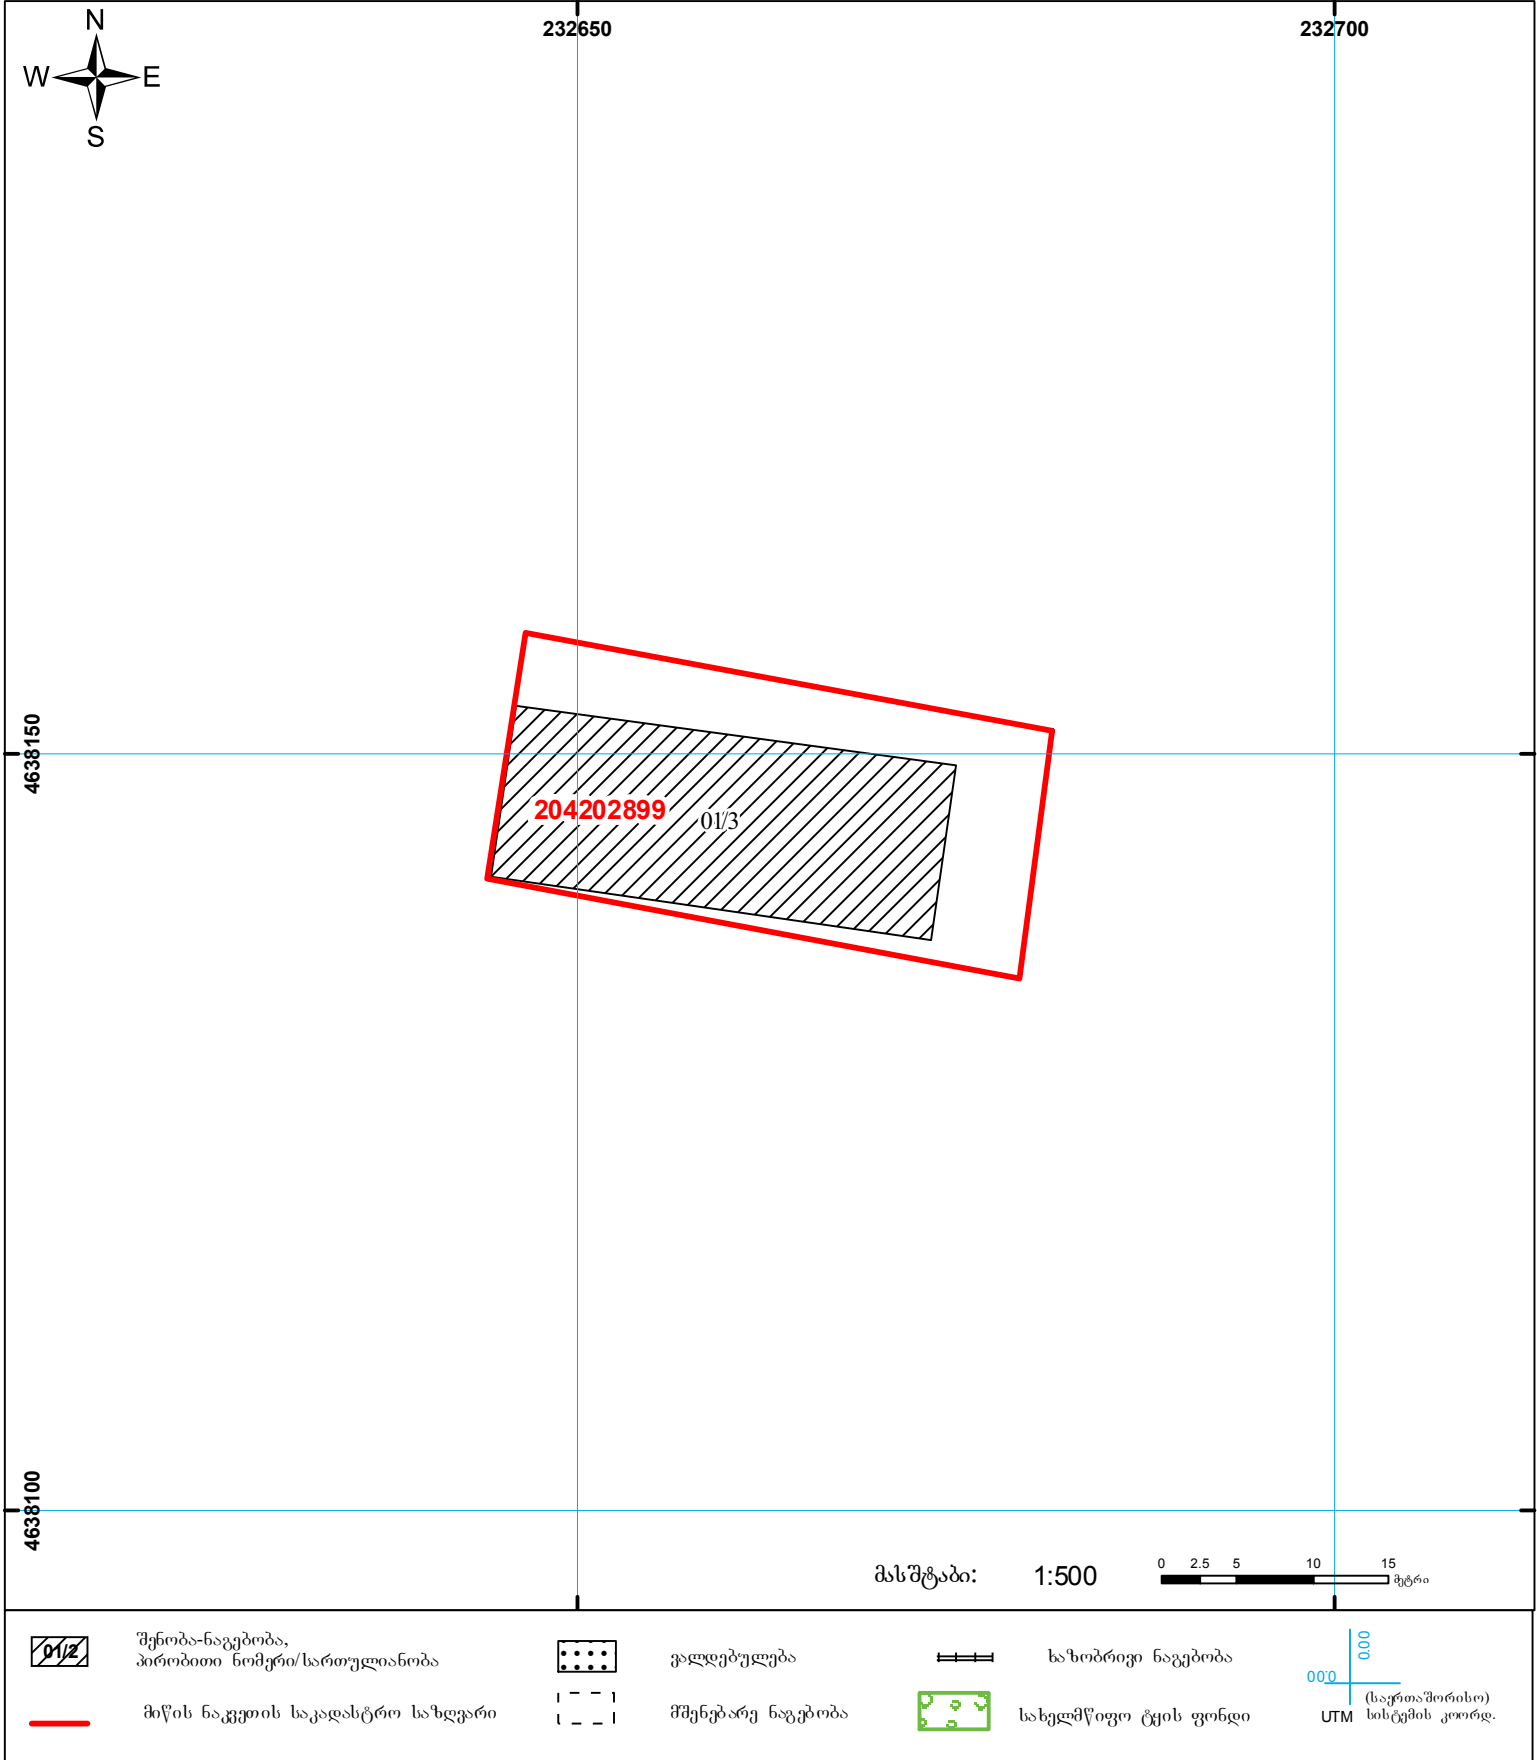 N
W E
S
232650
232700
4638150
4638100
204202899
01/3
მასშტაბი: 1:500
0 2.5 5 10 15
მეტრი
01/2
შენობა-ნაგებობა,
პირობითი ნომერი/სართულიანობა
ვალდებულება
ხაზობრივი ნაგებობა
მიწის ნაკვეთის საკადასტრო საზღვარი
მშენებარე ნაგებობა
სახელმწიფო ტყის ფონდი
00.0
00.0
UTM
(საერთაშორისო)
სისტემის კოორდ.